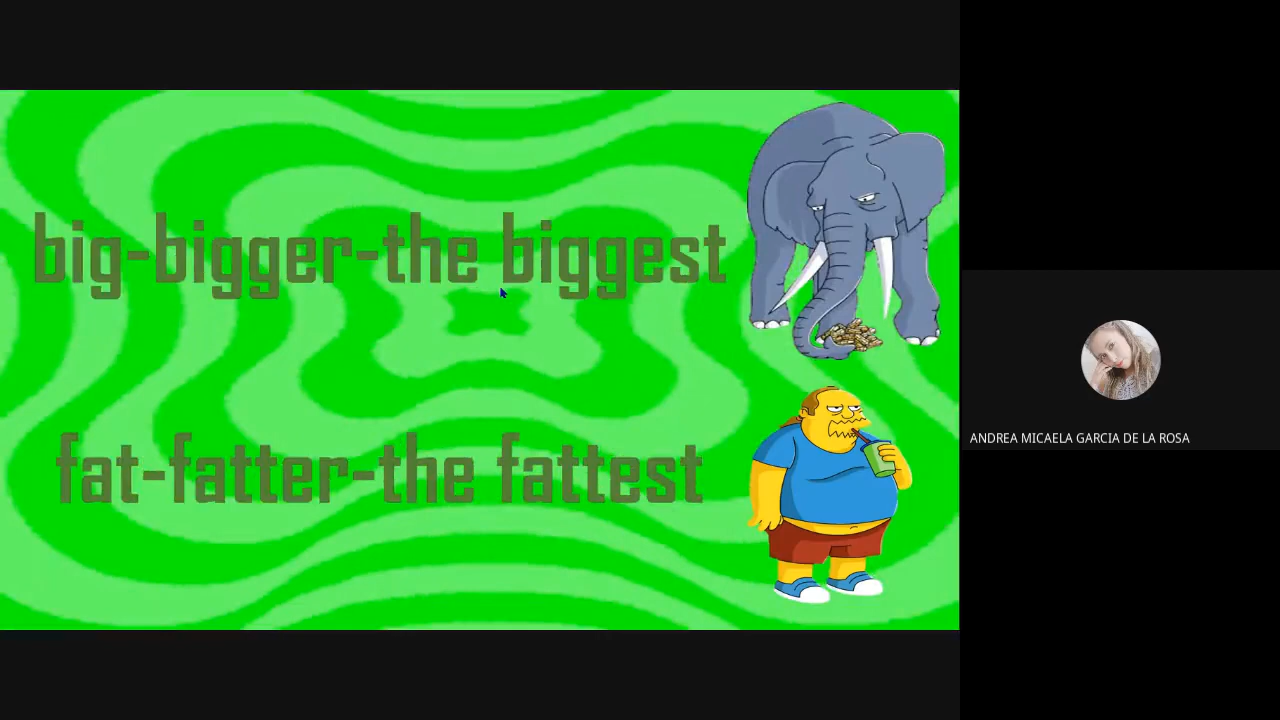 big-bigger-the biggest
fat-fatter-the fattest
ANDREA MICAELA GARCIA DE LA ROSA